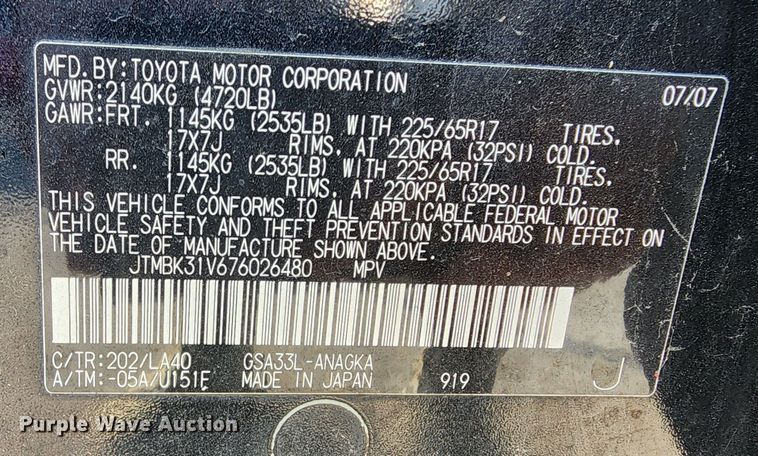 MFD. BY: TOYOTA MOTOR CORPORATION 07/07
GVWR: 2140KG (4720LB)
GAWR: FRT. 1145KG (2535LB) WITH 225/65R17 TIRES.
17X7J RIMS. AT 220KPA (32PSI) COLD.
RR. 1145KG (2535LB) WITH 225/65R17 TIRES.
17X7J RIMS. AT 220KPA (32PSI) COLD.
THIS VEHICLE CONFORMS TO ALL APPLICABLE FEDERAL MOTOR
VEHICLE SAFETY AND THEFT PREVENTION STANDARDS IN EFFECT ON
THE DATE OF MANUFACTURE SHOWN ABOVE.
JTMBK31V676026480 MPV
C/TR: 202/LA40 GSA33L-ANAGKA
A/TM: -05A/U151F MADE IN JAPAN 919 J
Purple Wave Auction